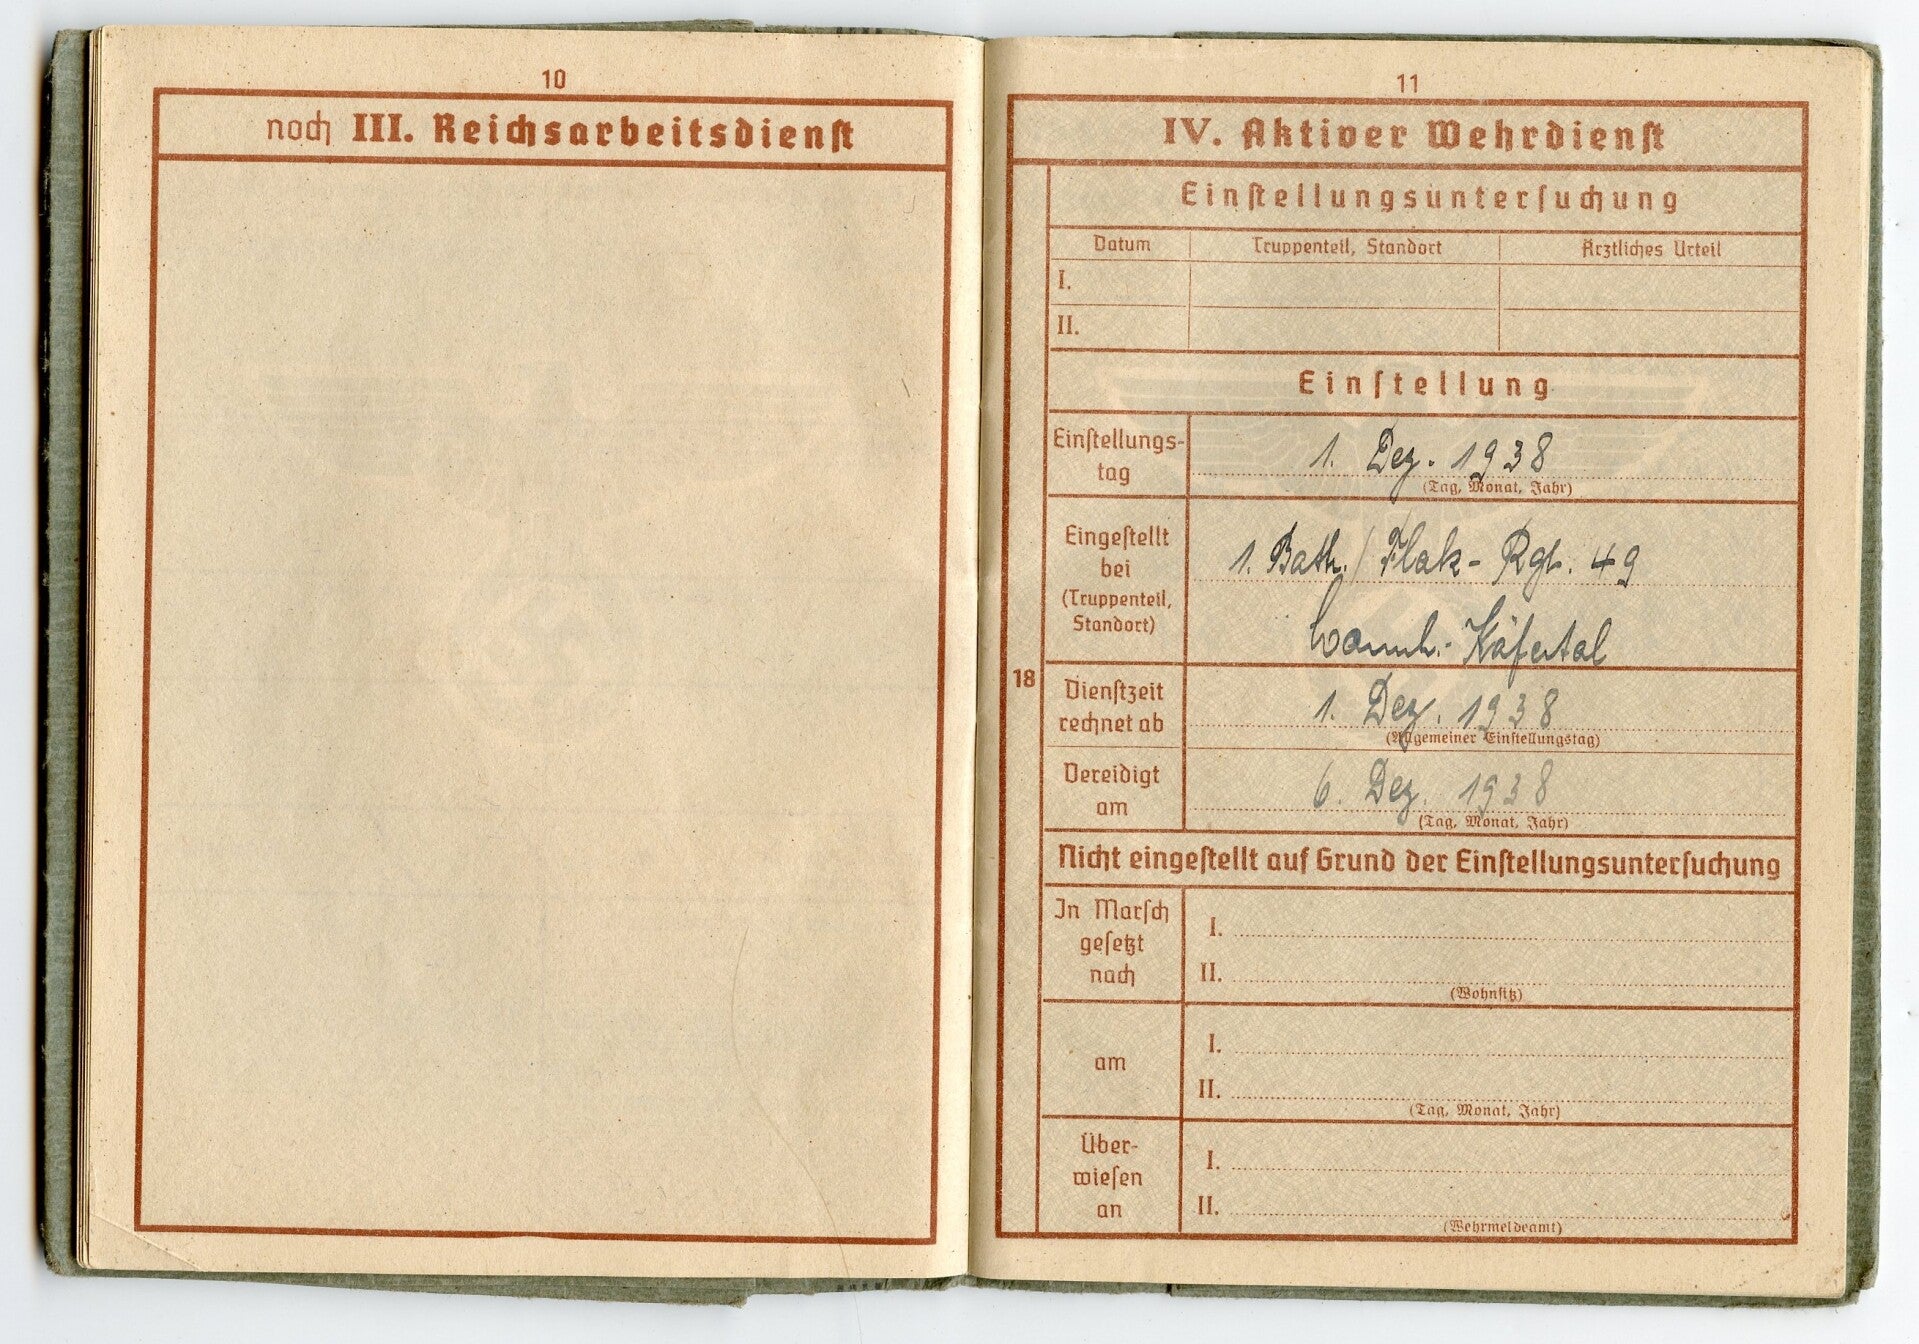 10
noch III. Reichsarbeitsdienst
11
IV. Aktiver Wehrdienst
Einstellungsuntersuchung
Datum Truppenteil, Standort Ärztliches Urteil
I.
II.
Einstellung
Einstellungs-
tag
1. Dez. 1938
(Tag, Monat, Jahr)
Eingestellt
bei
(Truppenteil,
Standort)
1. Battr. / Flak-Rgt. 49
Mannh.-Käfertal
18
Dienstzeit
rechnet ab
1. Dez. 1938
(Allgemeiner Einstellungstag)
Vereidigt
am
6. Dez. 1938
(Tag, Monat, Jahr)
Nicht eingestellt auf Grund der Einstellungsuntersuchung
In Marsch
gesetzt
nach
I.
II.
(Wohnsitz)
am
I.
II.
(Tag, Monat, Jahr)
Über-
wiesen
an
I.
II.
(Wehrmeldeamt)